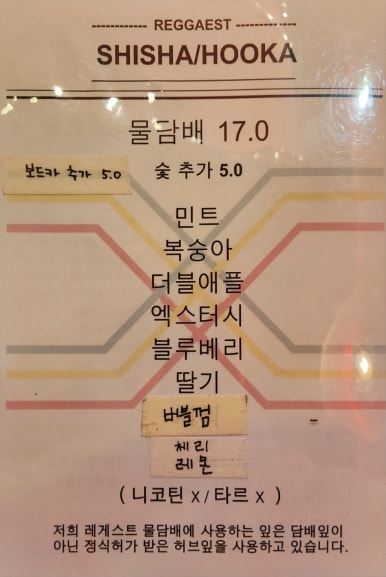 REGGAEST
SHISHA/HOOKA
물담배 17.0
보드카 추가 5.0
숯 추가 5.0
민트
복숭아
더블애플
엑스터시
블루베리
딸기
버블껌
체리
레몬
( 니코틴 x / 타르 x )
저희 레게스트 물담배에 사용하는 잎은 담배잎이
아닌 정식허가 받은 허브잎을 사용하고 있습니다.